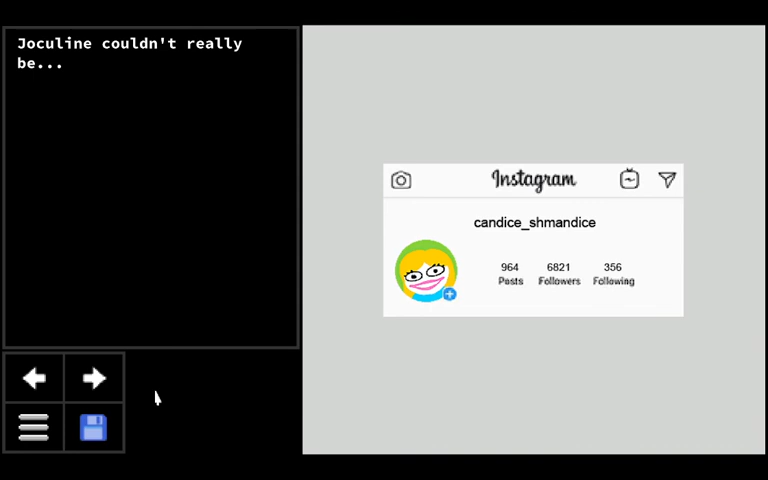 Joculine couldn't really
be...
Instagram
candice_shmandice
964 6821 356
Posts Followers Following